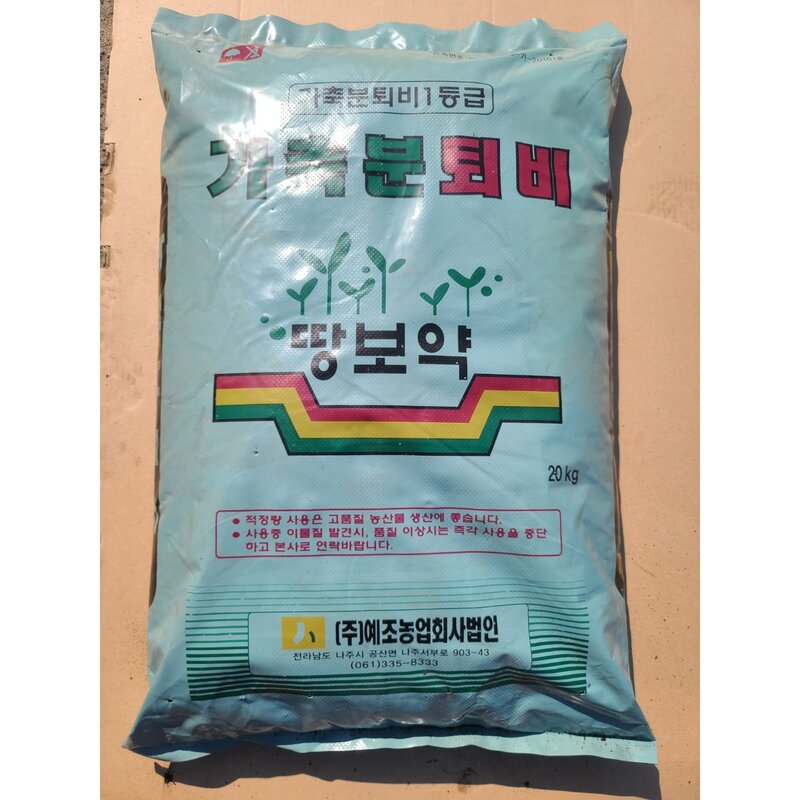 가축분퇴비1등급
가축분퇴비
땅보약
20kg
● 적정량 사용은 고품질 농산물 생산에 좋습니다.
● 사용중 이물질 발견시, 품질 이상시는 즉각 사용을 중단
하고 본사로 연락바랍니다.
(주)예조농업회사법인
전라남도 나주시 공산면 나주서부로 903-43
(061)335-8333